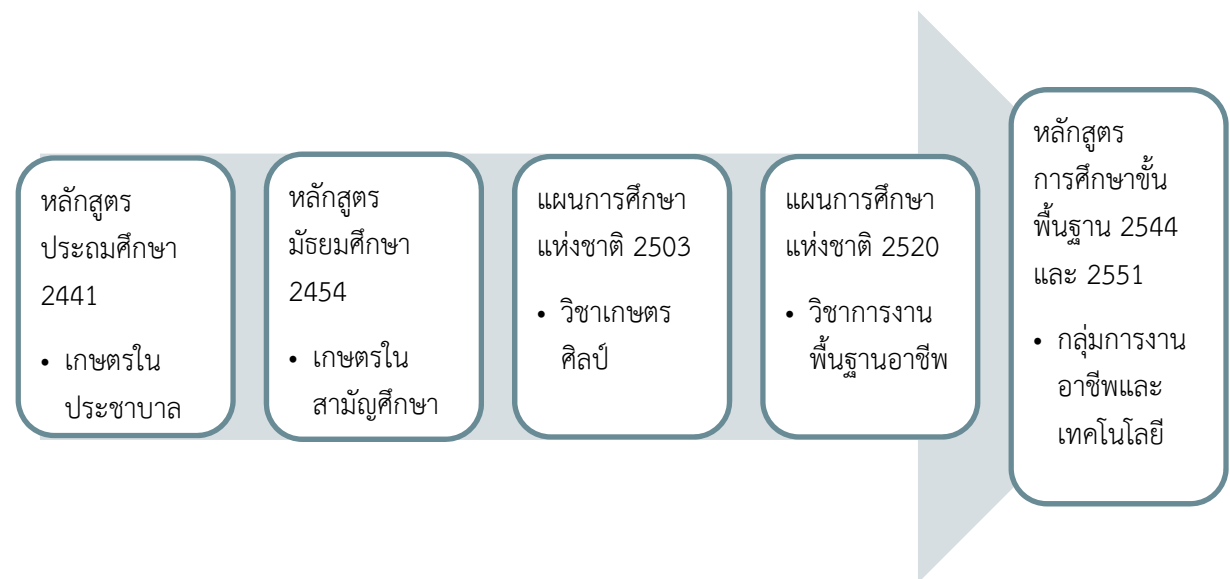 หลักสูตร
ประถมศึกษา
2441
• เกษตรใน
ประชาบาล
หลักสูตร
มัธยมศึกษา
2454
• เกษตรใน
สามัญศึกษา
แผนการศึกษา
แห่งชาติ 2503
• วิชาเกษตร
ศิลป์
แผนการศึกษา
แห่งชาติ 2520
• วิชาการงาน
พื้นฐานอาชีพ
หลักสูตร
การศึกษาขั้น
พื้นฐาน 2544
และ 2551
• กลุ่มการงาน
อาชีพและ
เทคโนโลยี